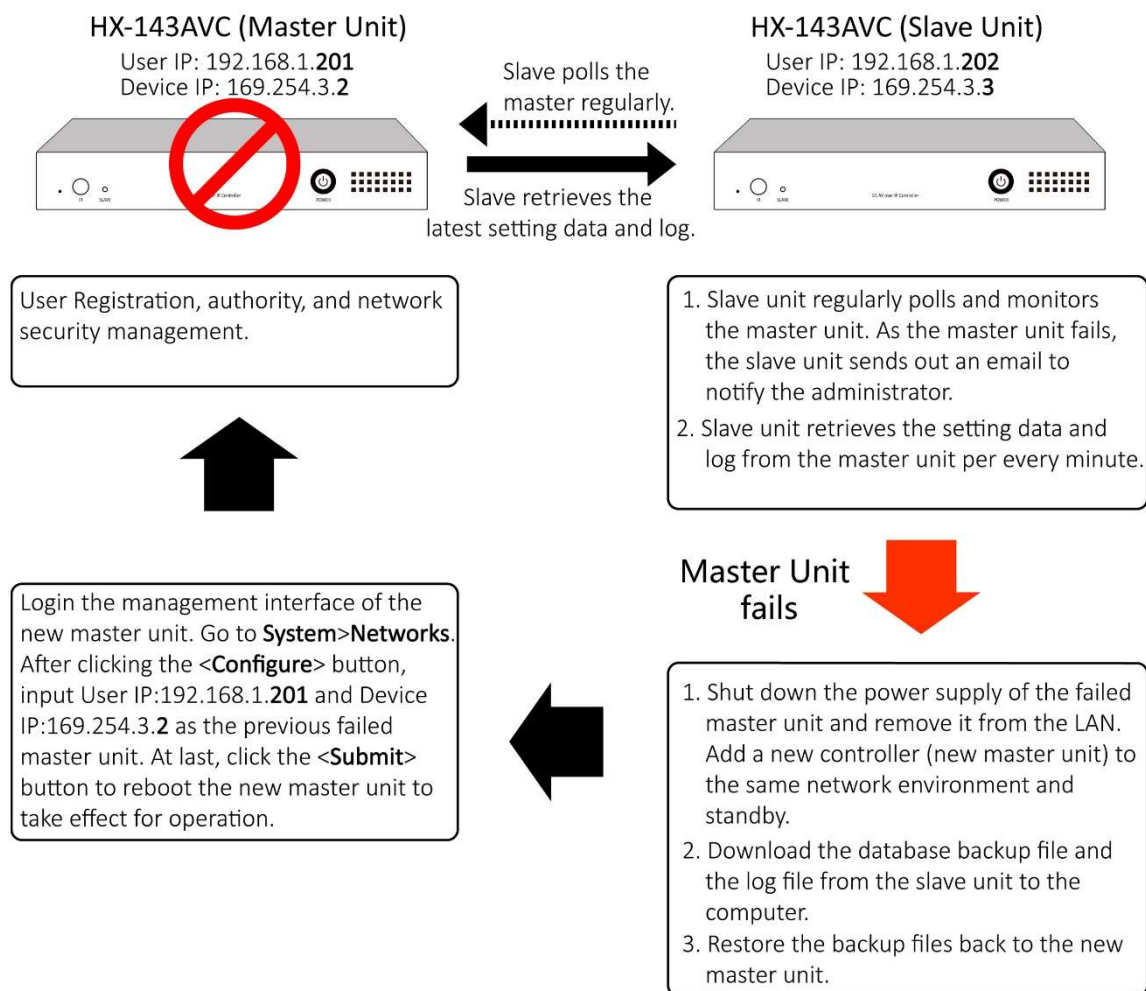 HX-143AVC (Master Unit)
User IP: 192.168.1.201
Device IP: 169.254.3.2
Slave polls the
master regularly.
Slave retrieves the
latest setting data and log.
HX-143AVC (Slave Unit)
User IP: 192.168.1.202
Device IP: 169.254.3.3
IR
SLAVE
IP Controller
POWER
IR
SLAVE
POWER
User Registration, authority, and network
security management.
1. Slave unit regularly polls and monitors
the master unit. As the master unit fails,
the slave unit sends out an email to
notify the administrator.
2. Slave unit retrieves the setting data and
log from the master unit per every minute.
Master Unit
fails
1. Shut down the power supply of the failed
master unit and remove it from the LAN.
Add a new controller (new master unit) to
the same network environment and
standby.
2. Download the database backup file and
the log file from the slave unit to the
computer.
3. Restore the backup files back to the new
master unit.
Login the management interface of the
new master unit. Go to System>Networks.
After clicking the <Configure> button,
input User IP:192.168.1.201 and Device
IP:169.254.3.2 as the previous failed
master unit. At last, click the <Submit>
button to reboot the new master unit to
take effect for operation.